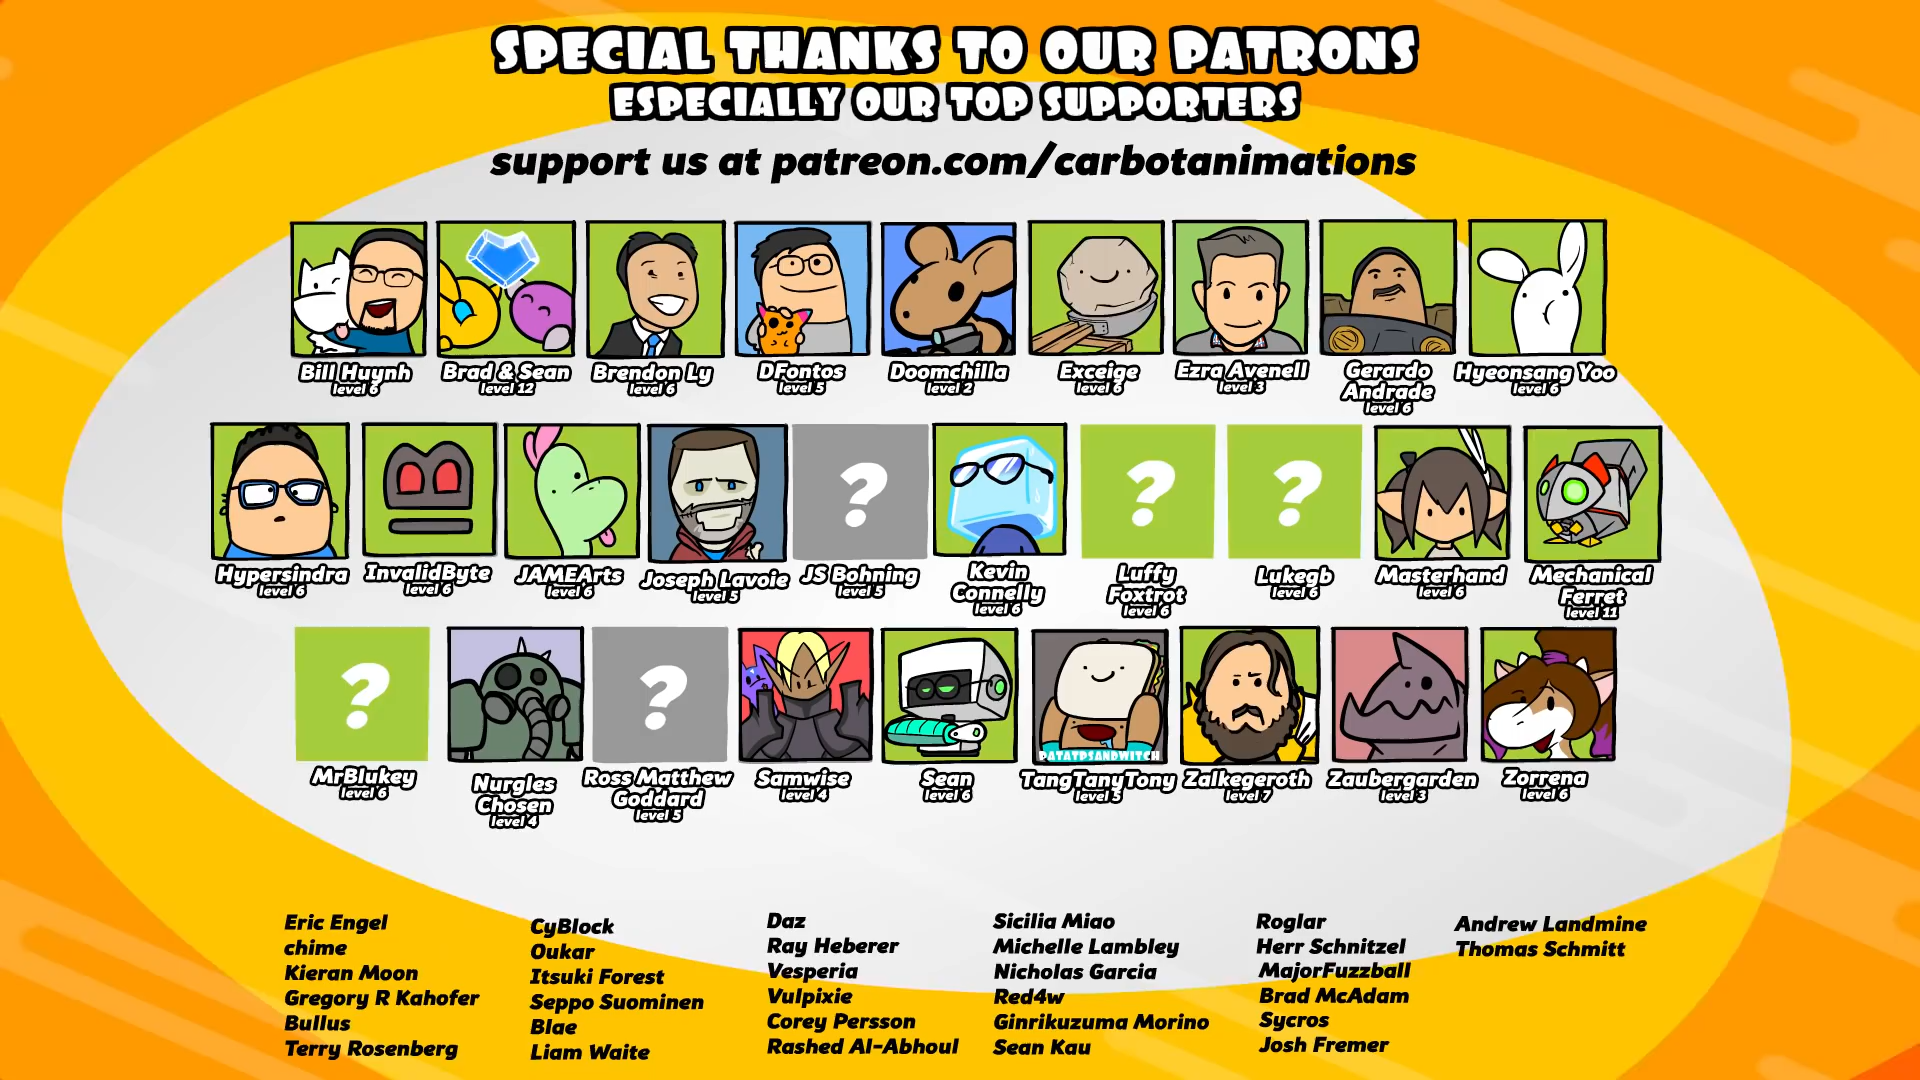 SPECIAL THANKS TO OUR PATRONS
ESPECIALLY OUR TOP SUPPORTERS
support us at patreon.com/carbotanimations
Bill Huynh
level 6
Brad & Sean
level 12
Brendon Ly
level 6
DFontos
level 5
Doomchilla
level 2
Exceige
level 6
Ezra Avenell
level 3
Gerardo
Andrade
level 6
Hyeonsang Yoo
level 6
?
?
?
Hypersindra
level 6
InvalidByte
level 6
JAMEArts
level 6
Joseph Lavoie
level 5
JS Bohning
level 5
Kevin
Connelly
level 6
Luffy
Foxtrot
level 6
Lukegb
level 6
Masterhand
level 6
Mechanical
Ferret
level 11
?
?
PATATPSANDWITCH
MrBlukey
level 6
Nurgles
Chosen
level 4
Ross Matthew
Goddard
level 5
Samwise
level 4
Sean
level 6
TangTanyTony
level 5
Zalkegeroth
level 7
Zaubergarden
level 3
Zorrena
level 6
Eric Engel
chime
Kieran Moon
Gregory R Kahofer
Bullus
Terry Rosenberg
CyBlock
Oukar
Itsuki Forest
Seppo Suominen
Blae
Liam Waite
Daz
Ray Heberer
Vesperia
Vulpixie
Corey Persson
Rashed Al-Abhoul
Sicilia Miao
Michelle Lambley
Nicholas Garcia
Red4w
Ginrikuzuma Morino
Sean Kau
Roglar
Herr Schnitzel
MajorFuzzball
Brad McAdam
Sycros
Josh Fremer
Andrew Landmine
Thomas Schmitt